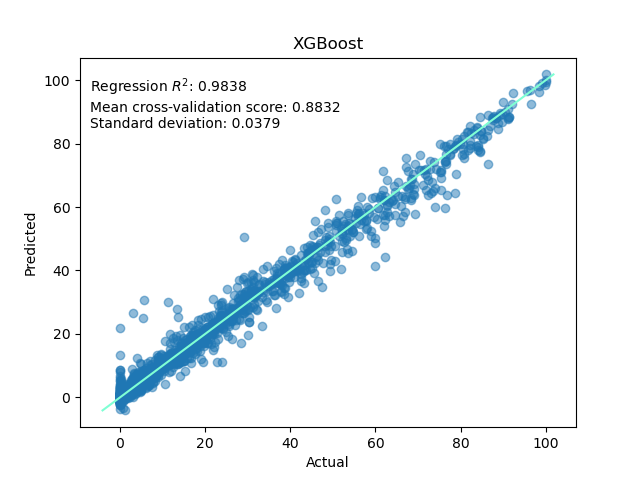 XGBoost
Regression R²: 0.9838
Mean cross-validation score: 0.8832
Standard deviation: 0.0379
100
80
60
40
20
0
Predicted
0 20 40 60 80 100
Actual